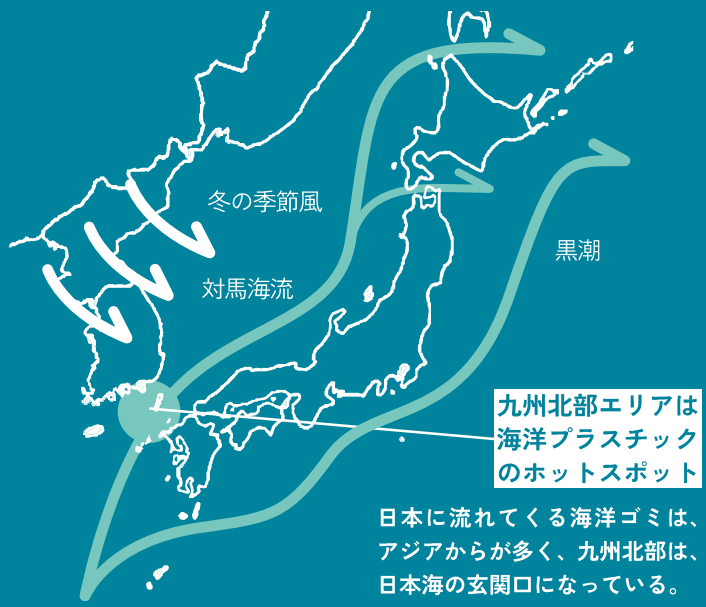 冬の季節風
対馬海流
黒潮
九州北部エリアは
海洋プラスチック
のホットスポット
日本に流れてくる海洋ゴミは、
アジアからが多く、九州北部は、
日本海の玄関口になっている。